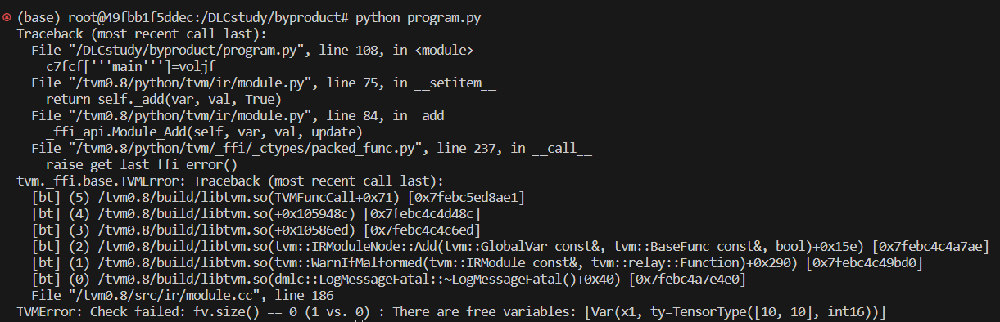 (base) root@49fbb1f5ddec:/DLCstudy/byproduct# python program.py
Traceback (most recent call last):
  File "/DLCstudy/byproduct/program.py", line 108, in <module>
    c7fcf['''main''']=voljf
  File "/tvm0.8/python/tvm/ir/module.py", line 75, in __setitem__
    return self._add(var, val, True)
  File "/tvm0.8/python/tvm/ir/module.py", line 84, in _add
    _ffi_api.Module_Add(self, var, val, update)
  File "/tvm0.8/python/tvm/_ffi/_ctypes/packed_func.py", line 237, in __call__
    raise get_last_ffi_error()
tvm._ffi.base.TVMError: Traceback (most recent call last):
  [bt] (5) /tvm0.8/build/libtvm.so(TVMFuncCall+0x71) [0x7febc5ed8ae1]
  [bt] (4) /tvm0.8/build/libtvm.so(+0x105948c) [0x7febc4c4d48c]
  [bt] (3) /tvm0.8/build/libtvm.so(+0x10586ed) [0x7febc4c4c6ed]
  [bt] (2) /tvm0.8/build/libtvm.so(tvm::IRModuleNode::Add(tvm::GlobalVar const&, tvm::BaseFunc const&, bool)+0x15e) [0x7febc4c4a7ae]
  [bt] (1) /tvm0.8/build/libtvm.so(tvm::WarnIfMalformed(tvm::IRModule const&, tvm::relay::Function)+0x290) [0x7febc4c49bd0]
  [bt] (0) /tvm0.8/build/libtvm.so(dmlc::LogMessageFatal::~LogMessageFatal()+0x40) [0x7febc4a7e4e0]
  File "/tvm0.8/src/ir/module.cc", line 186
TVMError: Check failed: fv.size() == 0 (1 vs. 0) : There are free variables: [Var(x1, ty=TensorType([10, 10], int16))]